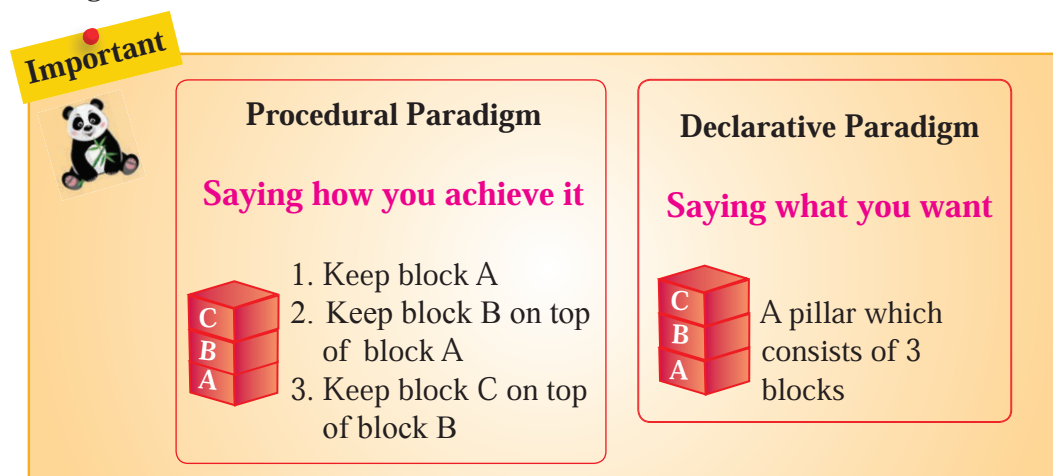 Important
Procedural Paradigm
Saying how you achieve it
C
B
A
1. Keep block A
2. Keep block B on top
of block A
3. Keep block C on top
of block B
Declarative Paradigm
Saying what you want
C
B
A
A pillar which
consists of 3
blocks